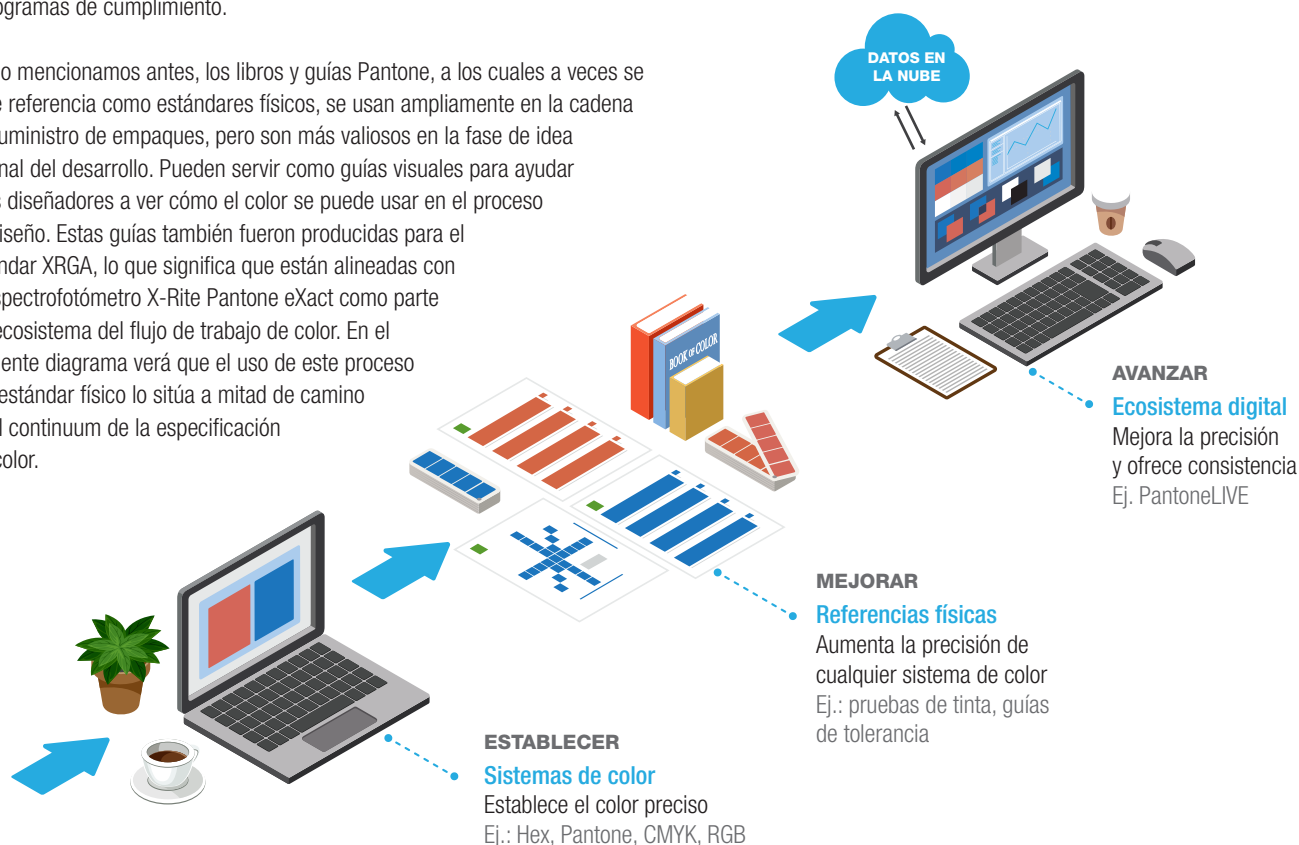 ogramas de cumplimiento.
o mencionamos antes, los libros y guías Pantone, a los cuales a veces se
e referencia como estándares físicos, se usan ampliamente en la cadena
suministro de empaques, pero son más valiosos en la fase de idea
nal del desarrollo. Pueden servir como guías visuales para ayudar
s diseñadores a ver cómo el color se puede usar en el proceso
diseño. Estas guías también fueron producidas para el
ndar XRGA, lo que significa que están alineadas con
spectrofotómetro X-Rite Pantone eXact como parte
ecosistema del flujo de trabajo de color. En el
iente diagrama verá que el uso de este proceso
estándar físico lo sitúa a mitad de camino
l continuum de la especificación
color.
DATOS EN
LA NUBE
BOOK OF COLOR
AVANZAR
Ecosistema digital
Mejora la precisión
y ofrece consistencia
Ej. PantoneLIVE
MEJORAR
Referencias físicas
Aumenta la precisión de
cualquier sistema de color
Ej.: pruebas de tinta, guías
de tolerancia
ESTABLECER
Sistemas de color
Establece el color preciso
Ej.: Hex, Pantone, CMYK, RGB